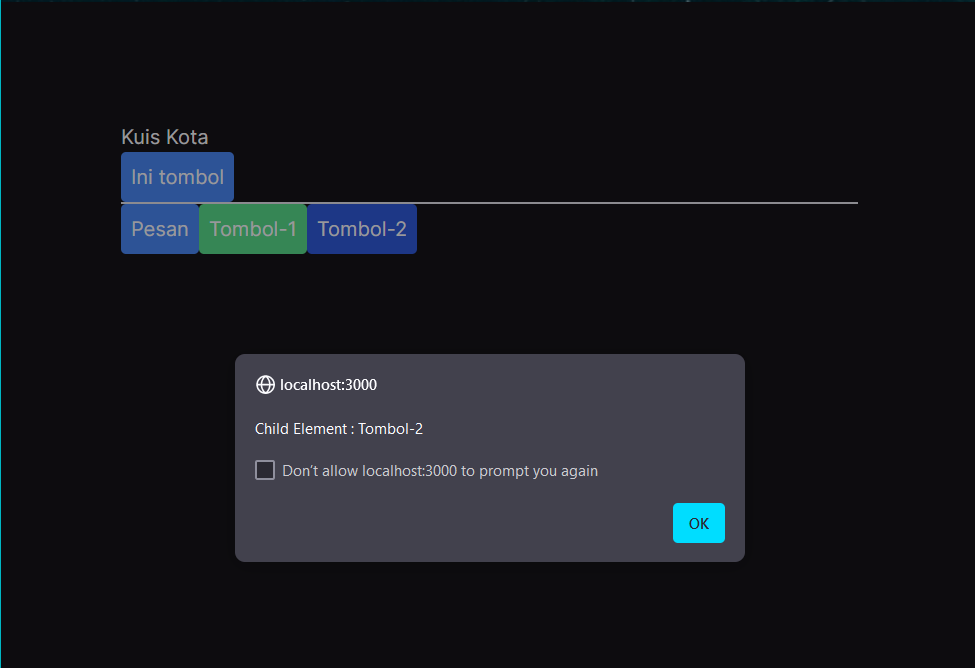 Kuis Kota
Ini tombol
Pesan Tombol-1 Tombol-2
localhost:3000
Child Element : Tombol-2
Don’t allow localhost:3000 to prompt you again
OK